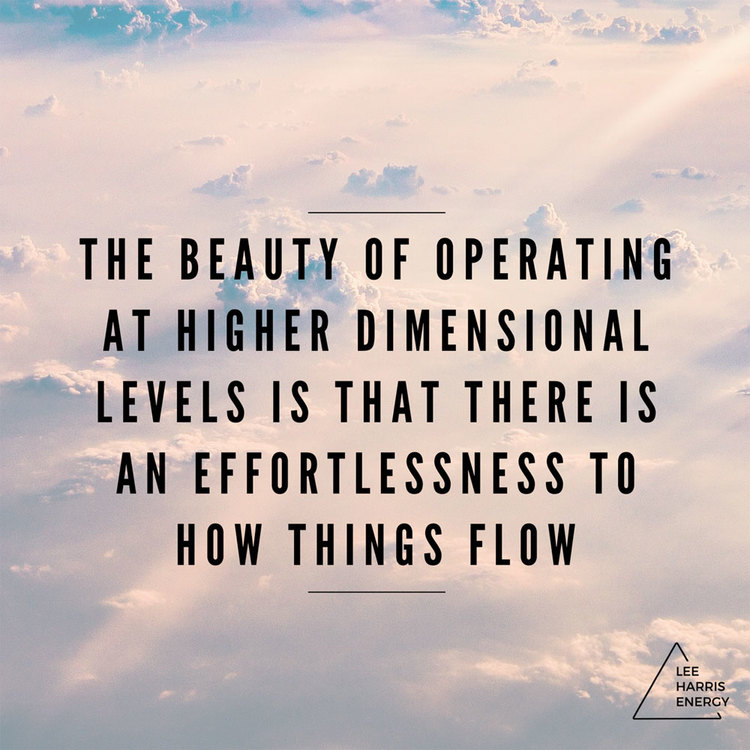 THE BEAUTY OF OPERATING
AT HIGHER DIMENSIONAL
LEVELS IS THAT THERE IS
AN EFFORTLESSNESS TO
HOW THINGS FLOW
LEE
HARRIS
ENERGY